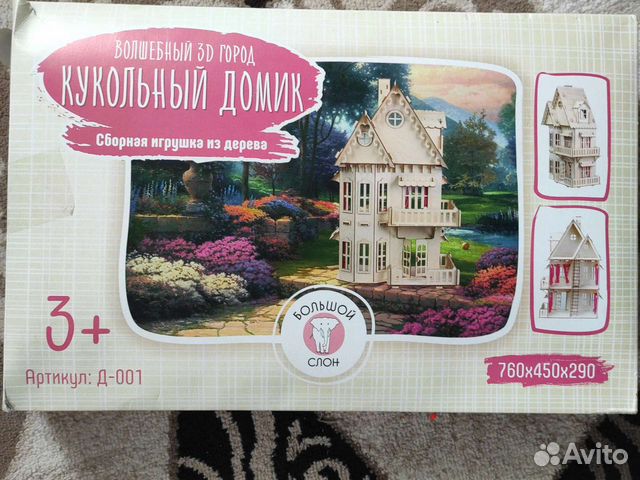 ВОЛШЕБНЫЙ 3D ГОРОД
КУКОЛЬНЫЙ ДОМИК
Сборная игрушка из дерева
3+
Артикул: Д-001
БОЛЬШОЙ
СЛОН
760x450x290
Avito